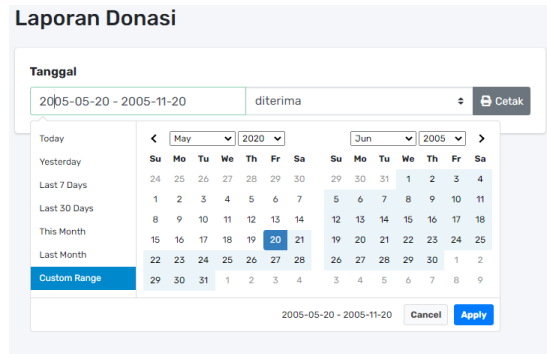 Laporan Donasi
Tanggal
2005-05-20 - 2005-11-20 diterima Cetak
Today
Yesterday
Last 7 Days
Last 30 Days
This Month
Last Month
Custom Range
May 2020
Su Mo Tu We Th Fr Sa
24 25 26 27 28 29 30
1 2 3 4 5 6 7
8 9 10 11 12 13 14
15 16 17 18 19 20 21
22 23 24 25 26 27 28
29 30 31 1 2 3 4
Jun 2005
Su Mo Tu We Th Fr Sa
29 30 31 1 2 3 4
5 6 7 8 9 10 11
12 13 14 15 16 17 18
19 20 21 22 23 24 25
26 27 28 29 30 1 2
3 4 5 6 7 8 9
2005-05-20 - 2005-11-20 Cancel Apply